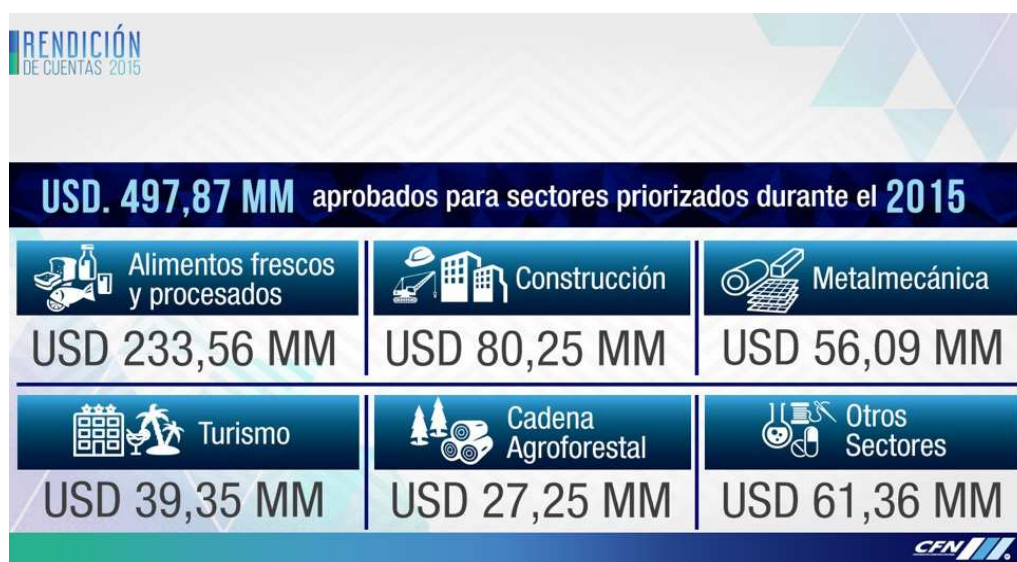 RENDICIÓN
DE CUENTAS 2015
USD. 497,87 MM aprobados para sectores priorizados durante el 2015
Alimentos frescos
y procesados
USD 233,56 MM
Construcción
USD 80,25 MM
Metalmecánica
USD 56,09 MM
Turismo
USD 39,35 MM
Cadena
Agroforestal
USD 27,25 MM
Otros
Sectores
USD 61,36 MM
CFN